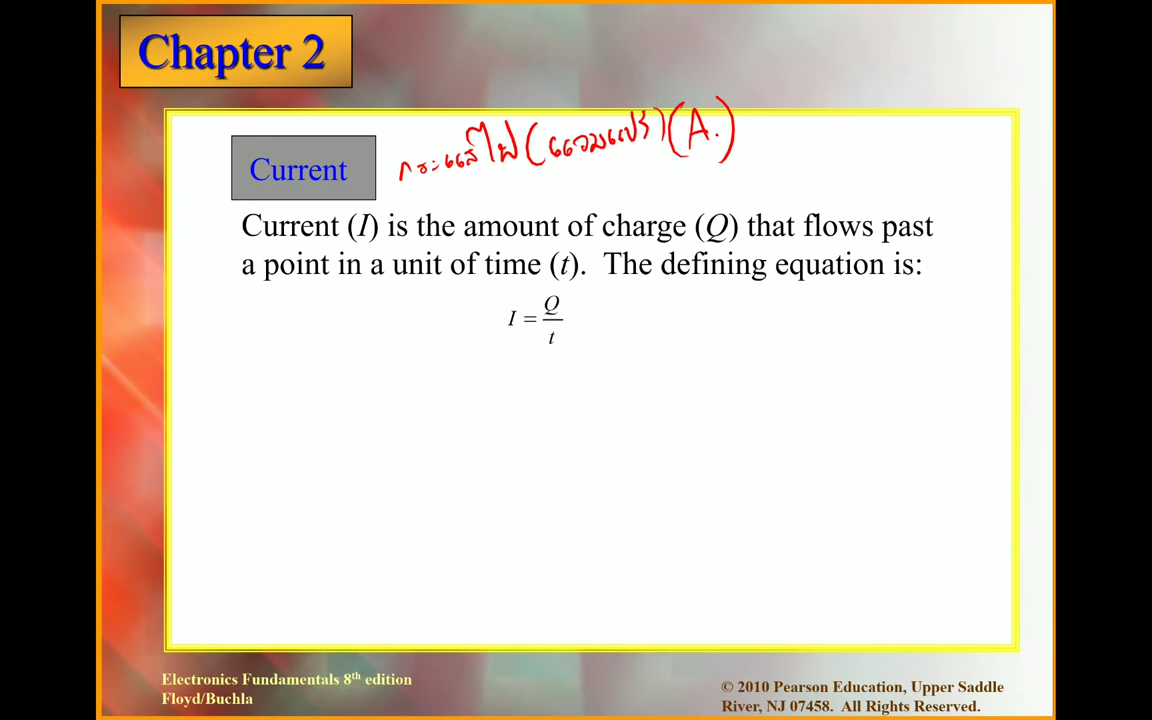 Chapter 2
กระแสไฟ (แอมแปร์) (A.)
Current
Current (I) is the amount of charge (Q) that flows past
a point in a unit of time (t). The defining equation is:
I = Q/t
Electronics Fundamentals 8th edition
Floyd/Buchla
© 2010 Pearson Education, Upper Saddle
River, NJ 07458. All Rights Reserved.